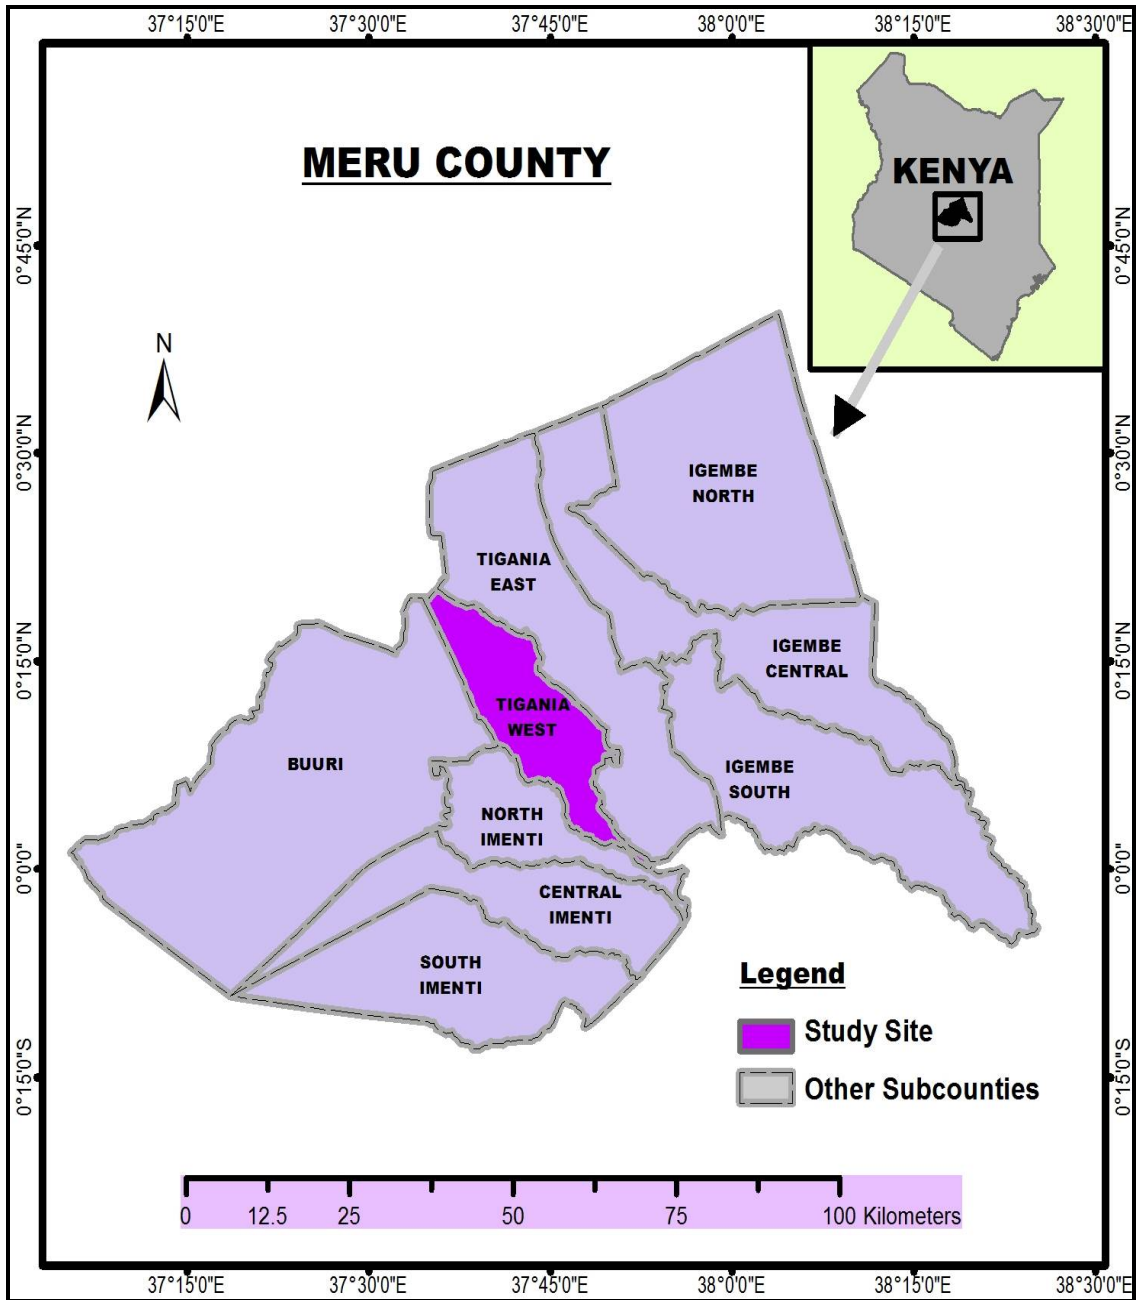 37°15'0"E 37°30'0"E 37°45'0"E 38°0'0"E 38°15'0"E 38°30'0"E
MERU COUNTY
KENYA
0°45'0"N 0°45'0"N
N
0°30'0"N 0°30'0"N
IGEMBE
NORTH
TIGANIA
EAST
0°15'0"N 0°15'0"N
IGEMBE
CENTRAL
TIGANIA
WEST
BUURI
IGEMBE
SOUTH
NORTH
IMENTI
0°0'0" 0°0'0"
CENTRAL
IMENTI
SOUTH
IMENTI
Legend
Study Site
Other Subcounties
0°15'0"S 0°15'0"S
0 12.5 25 50 75 100 Kilometers
37°15'0"E 37°30'0"E 37°45'0"E 38°0'0"E 38°15'0"E 38°30'0"E